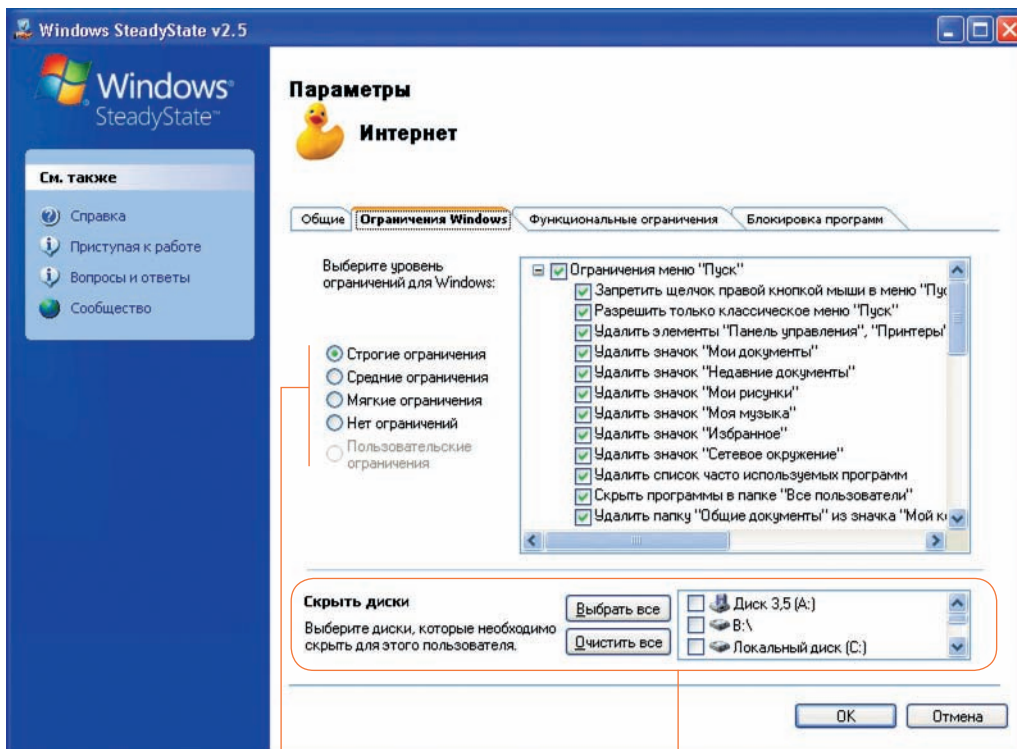 Windows SteadyState v2.5
Windows®
SteadyState™
См. также
Справка
Приступая к работе
Вопросы и ответы
Сообщество
Параметры
Интернет
Общие
Ограничения Windows
Функциональные ограничения
Блокировка программ
Выберите уровень
ограничений для Windows:
Строгие ограничения
Средние ограничения
Мягкие ограничения
Нет ограничений
Пользовательские
ограничения
Ограничения меню "Пуск"
Запретить щелчок правой кнопкой мыши в меню "Пус
Разрешить только классическое меню "Пуск"
Удалить элементы "Панель управления", "Принтеры"
Удалить значок "Мои документы"
Удалить значок "Недавние документы"
Удалить значок "Мои рисунки"
Удалить значок "Моя музыка"
Удалить значок "Избранное"
Удалить значок "Сетевое окружение"
Удалить список часто используемых программ
Скрыть программы в папке "Все пользователи"
Удалить папку "Общие документы" из значка "Мой к
Скрыть диски
Выберите диски, которые необходимо
скрыть для этого пользователя.
Выбрать все
Очистить все
Диск 3,5 (A:)
B:\
Локальный диск (C:)
OK
Отмена